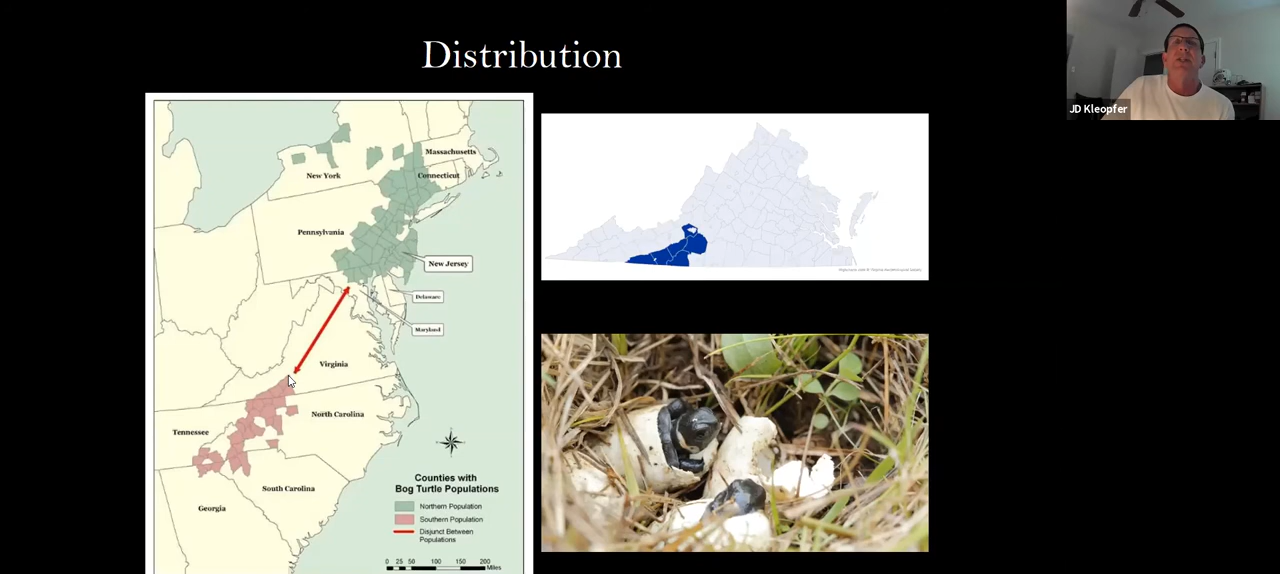 Distribution
JD Kleopfer
Massachusetts
New York
Connecticut
Pennsylvania
New Jersey
Delaware
Maryland
Virginia
North Carolina
Tennessee
South Carolina
Georgia
Counties with
Bog Turtle Populations
Northern Population
Southern Population
Disjunct Between
Populations
0 25 50 100 150 200
Miles